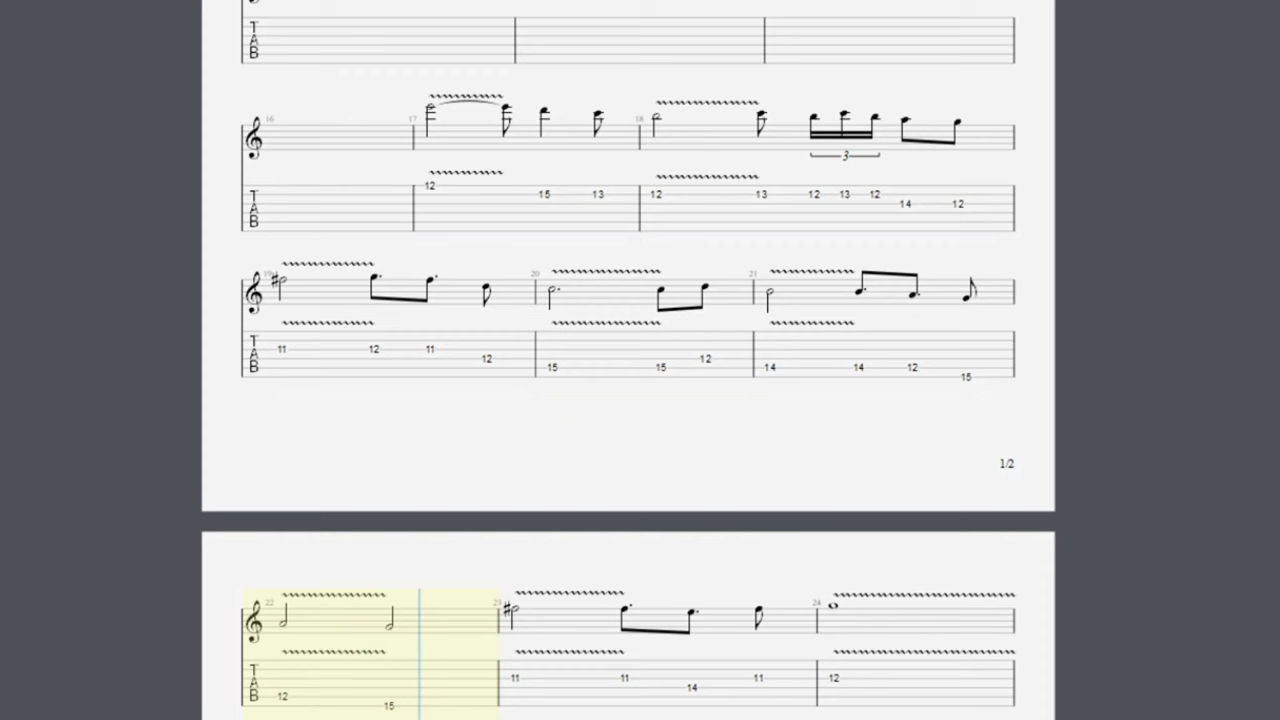 T
A
B
16 17 18
3
T 12 15 13 12 13 12 13 12
A 14 12
B
19 20 21
T
A 11 12 11
12 12
B 15 15 14 14 12
15
1/2
22 23 24
T
A 11 11 11 12
14
B 12
15